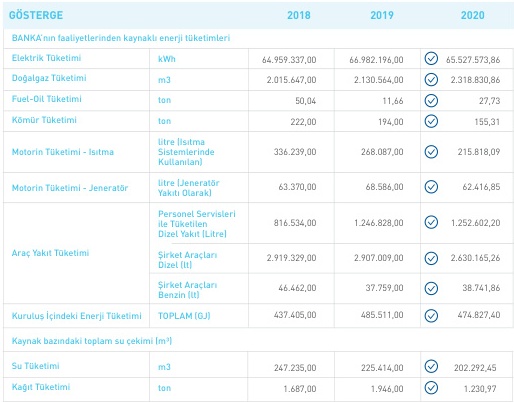 GÖSTERGE 2018 2019 2020
BANKA'nın faaliyetlerinden kaynaklı enerji tüketimleri
Elektrik Tüketimi kWh 64.959.337,00 66.982.196,00 65.527.573,86
Doğalgaz Tüketimi m3 2.015.647,00 2.130.564,00 2.318.830,86
Fuel-Oil Tüketimi ton 50,04 11,66 27,73
Kömür Tüketimi ton 222,00 194,00 155,31
Motorin Tüketimi - Isıtma litre (Isıtma Sistemlerinde Kullanılan) 336.239,00 268.087,00 215.818,09
Motorin Tüketimi - Jeneratör litre (Jeneratör Yakıtı Olarak) 63.370,00 68.586,00 62.416,85
Araç Yakıt Tüketimi Personel Servisleri ile Tüketilen Dizel Yakıt (Litre) 816.534,00 1.246.828,00 1.252.602,20
Şirket Araçları Dizel (lt) 2.919.329,00 2.907.009,00 2.630.165,26
Şirket Araçları Benzin (lt) 46.462,00 37.759,00 38.741,86
Kuruluş İçindeki Enerji Tüketimi TOPLAM (GJ) 437.405,00 485.511,00 474.827,40
Kaynak bazındaki toplam su çekimi (m³)
Su Tüketimi m3 247.235,00 225.414,00 202.292,45
Kağıt Tüketimi ton 1.687,00 1.946,00 1.230,97